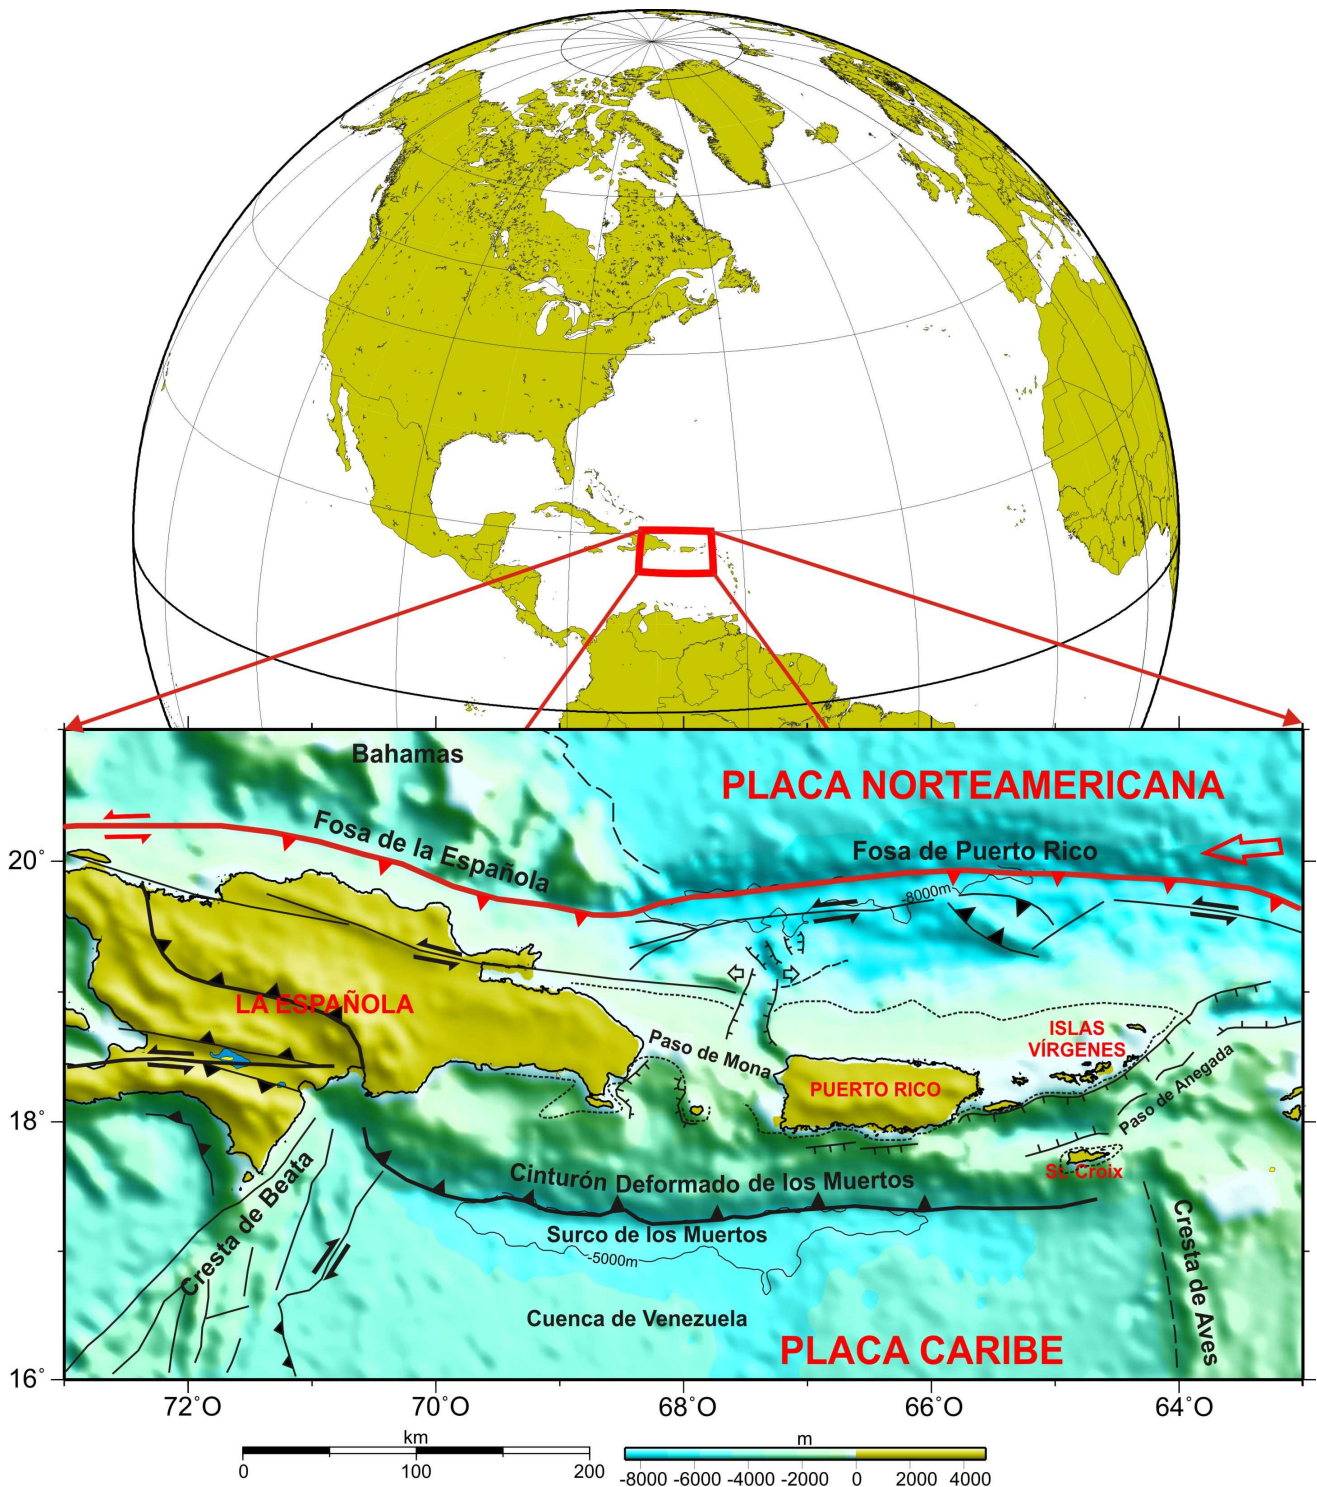 Bahamas
PLACA NORTEAMERICANA
Fosa de la Española
Fosa de Puerto Rico
20°
-8000m
LA ESPAÑOLA
ISLAS
VÍRGENES
Paso de Mona
PUERTO RICO
Paso de Anegada
18°
St. Croix
Cinturón Deformado de los Muertos
Cresta de Beata
Surco de los Muertos
-5000m
Cresta de Aves
Cuenca de Venezuela
PLACA CARIBE
16°
72°O 70°O 68°O 66°O 64°O
km
0 100 200
m
-8000 -6000 -4000 -2000 0 2000 4000